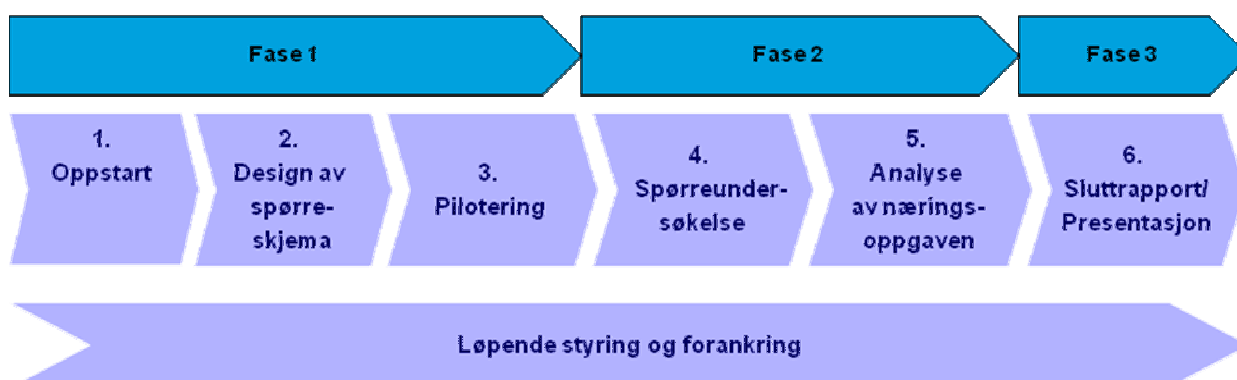 Fase 1
Fase 2
Fase 3
1.
Oppstart
2.
Design av
spørre-
skjema
3.
Pilotering
4.
Spørreunder-
søkelse
5.
Analyse
av nærings-
oppgaven
6.
Sluttrapport/
Presentasjon
Løpende styring og forankring